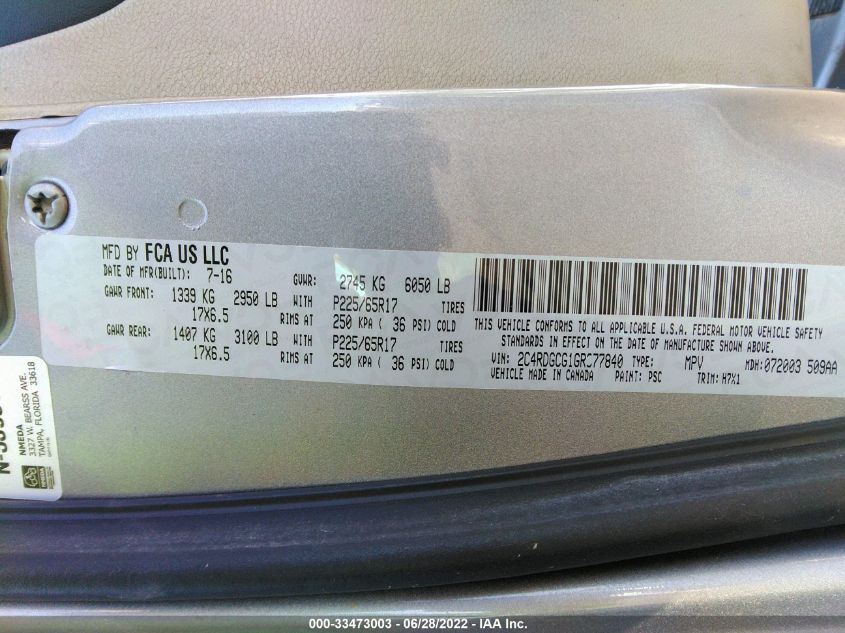 MFD BY FCA US LLC
DATE OF MFR(BUILT): 7-16 GVWR: 2745 KG 6050 LB
GAWR FRONT: 1339 KG 2950 LB WITH P225/65R17 TIRES
17X6.5 RIMS AT 250 KPA ( 36 PSI) COLD
GAWR REAR: 1407 KG 3100 LB WITH P225/65R17 TIRES
17X6.5 RIMS AT 250 KPA ( 36 PSI) COLD
THIS VEHICLE CONFORMS TO ALL APPLICABLE U.S.A. FEDERAL MOTOR VEHICLE SAFETY
STANDARDS IN EFFECT ON THE DATE OF MANUFACTURE SHOWN ABOVE.
VIN: 2C4RDGCG1GRC77840 TYPE: MPV MDH: 072003 509AA
VEHICLE MADE IN CANADA PAINT: PSC TRIM: H7X1
NMEDA
3327 W. BEARSS AVE.
TAMPA, FLORIDA 33618
NMEDA
000-33473003 - 06/28/2022 - IAA Inc.